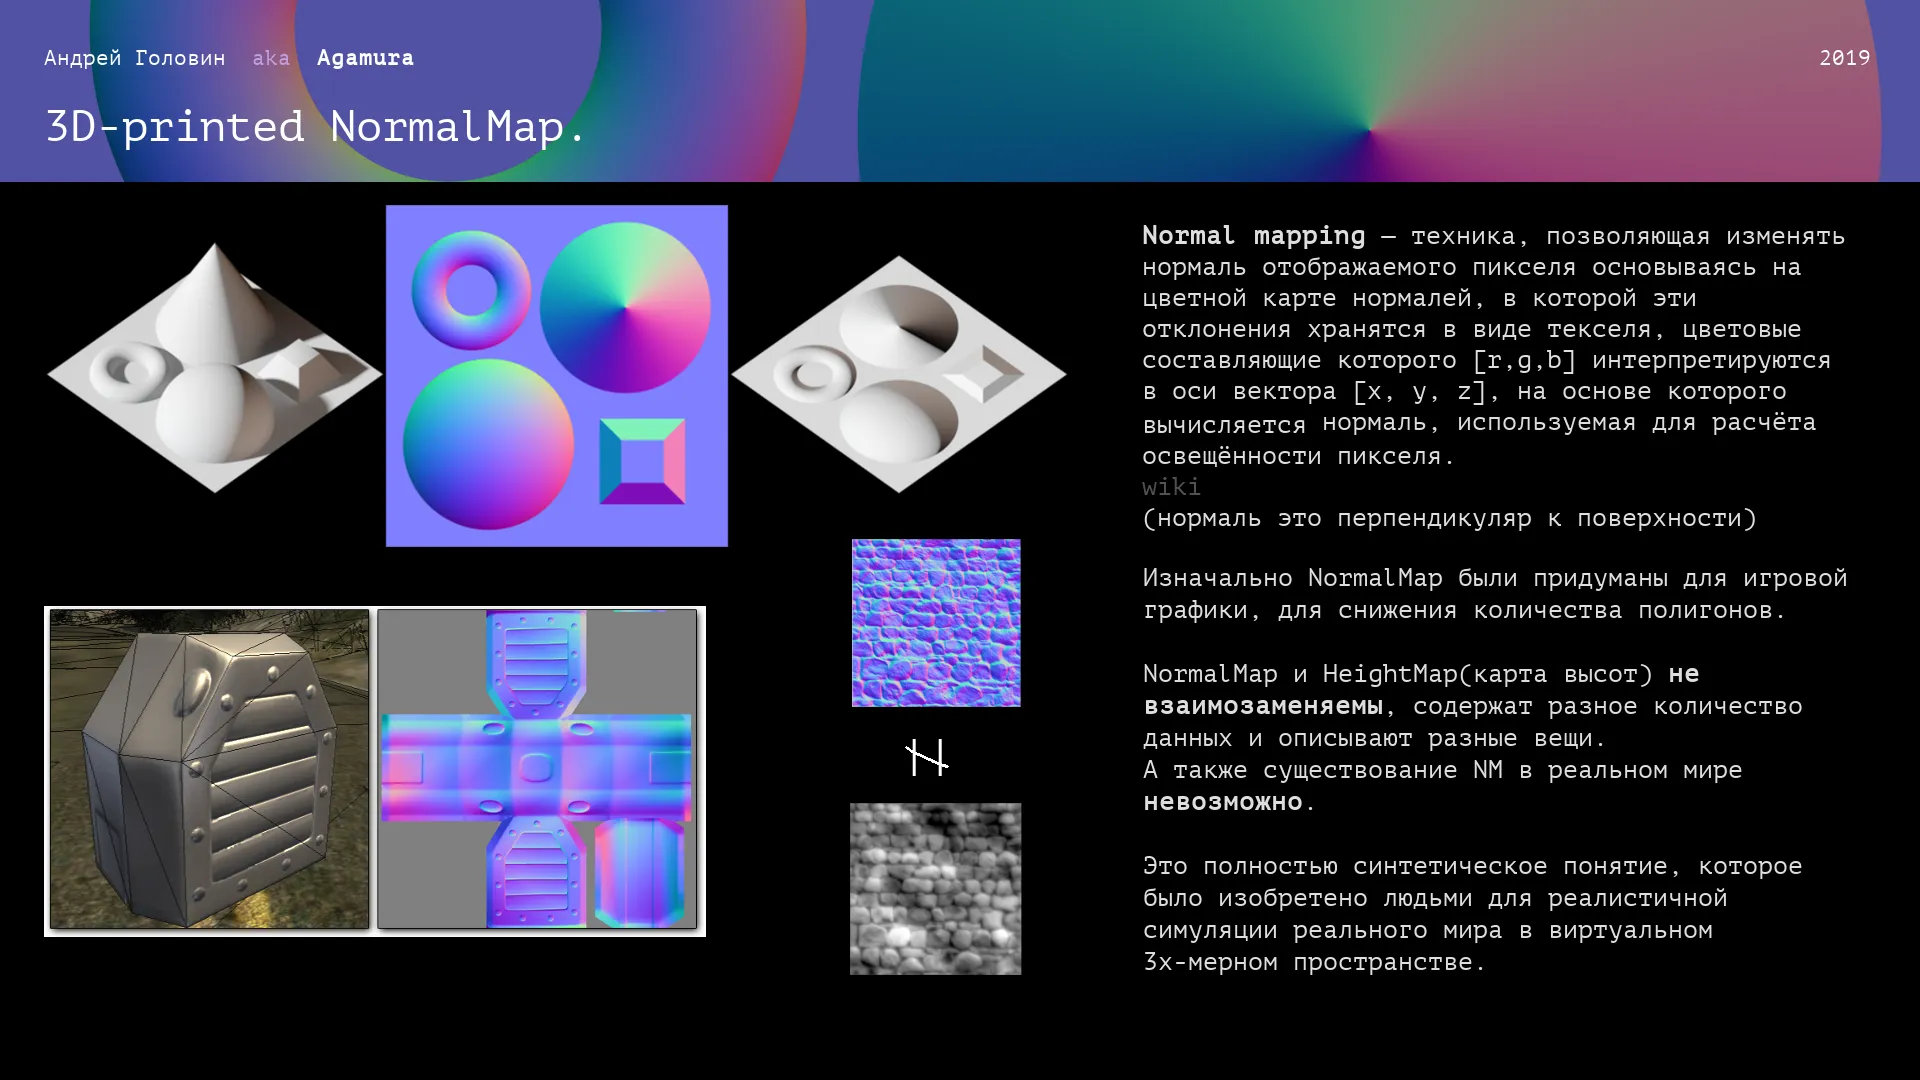 Андрей Головин aka Agamura
2019
3D-printed NormalMap.
Normal mapping — техника, позволяющая изменять
нормаль отображаемого пикселя основываясь на
цветной карте нормалей, в которой эти
отклонения хранятся в виде текселя, цветовые
составляющие которого [r,g,b] интерпретируются
в оси вектора [x, y, z], на основе которого
вычисляется нормаль, используемая для расчёта
освещённости пикселя.
wiki
(нормаль это перпендикуляр к поверхности)
Изначально NormalMap были придуманы для игровой
графики, для снижения количества полигонов.
NormalMap и HeightMap(карта высот) не
взаимозаменяемы, содержат разное количество
данных и описывают разные вещи.
А также существование NM в реальном мире
невозможно.
Это полностью синтетическое понятие, которое
было изобретено людьми для реалистичной
симуляции реального мира в виртуальном
3х-мерном пространстве.